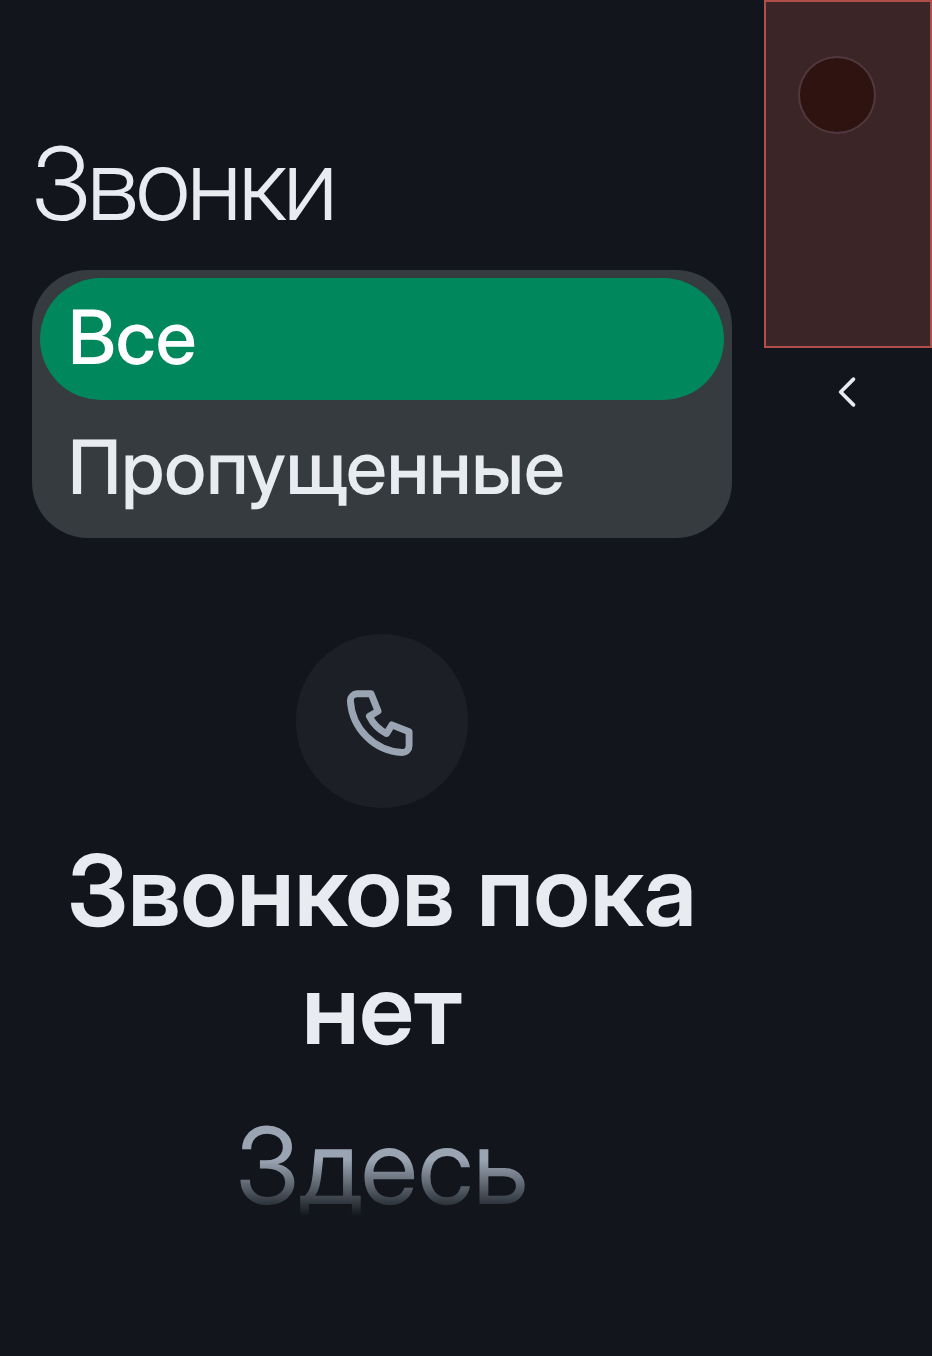 Звонки
Все
Пропущенные
Звонков пока
нет
Здесь